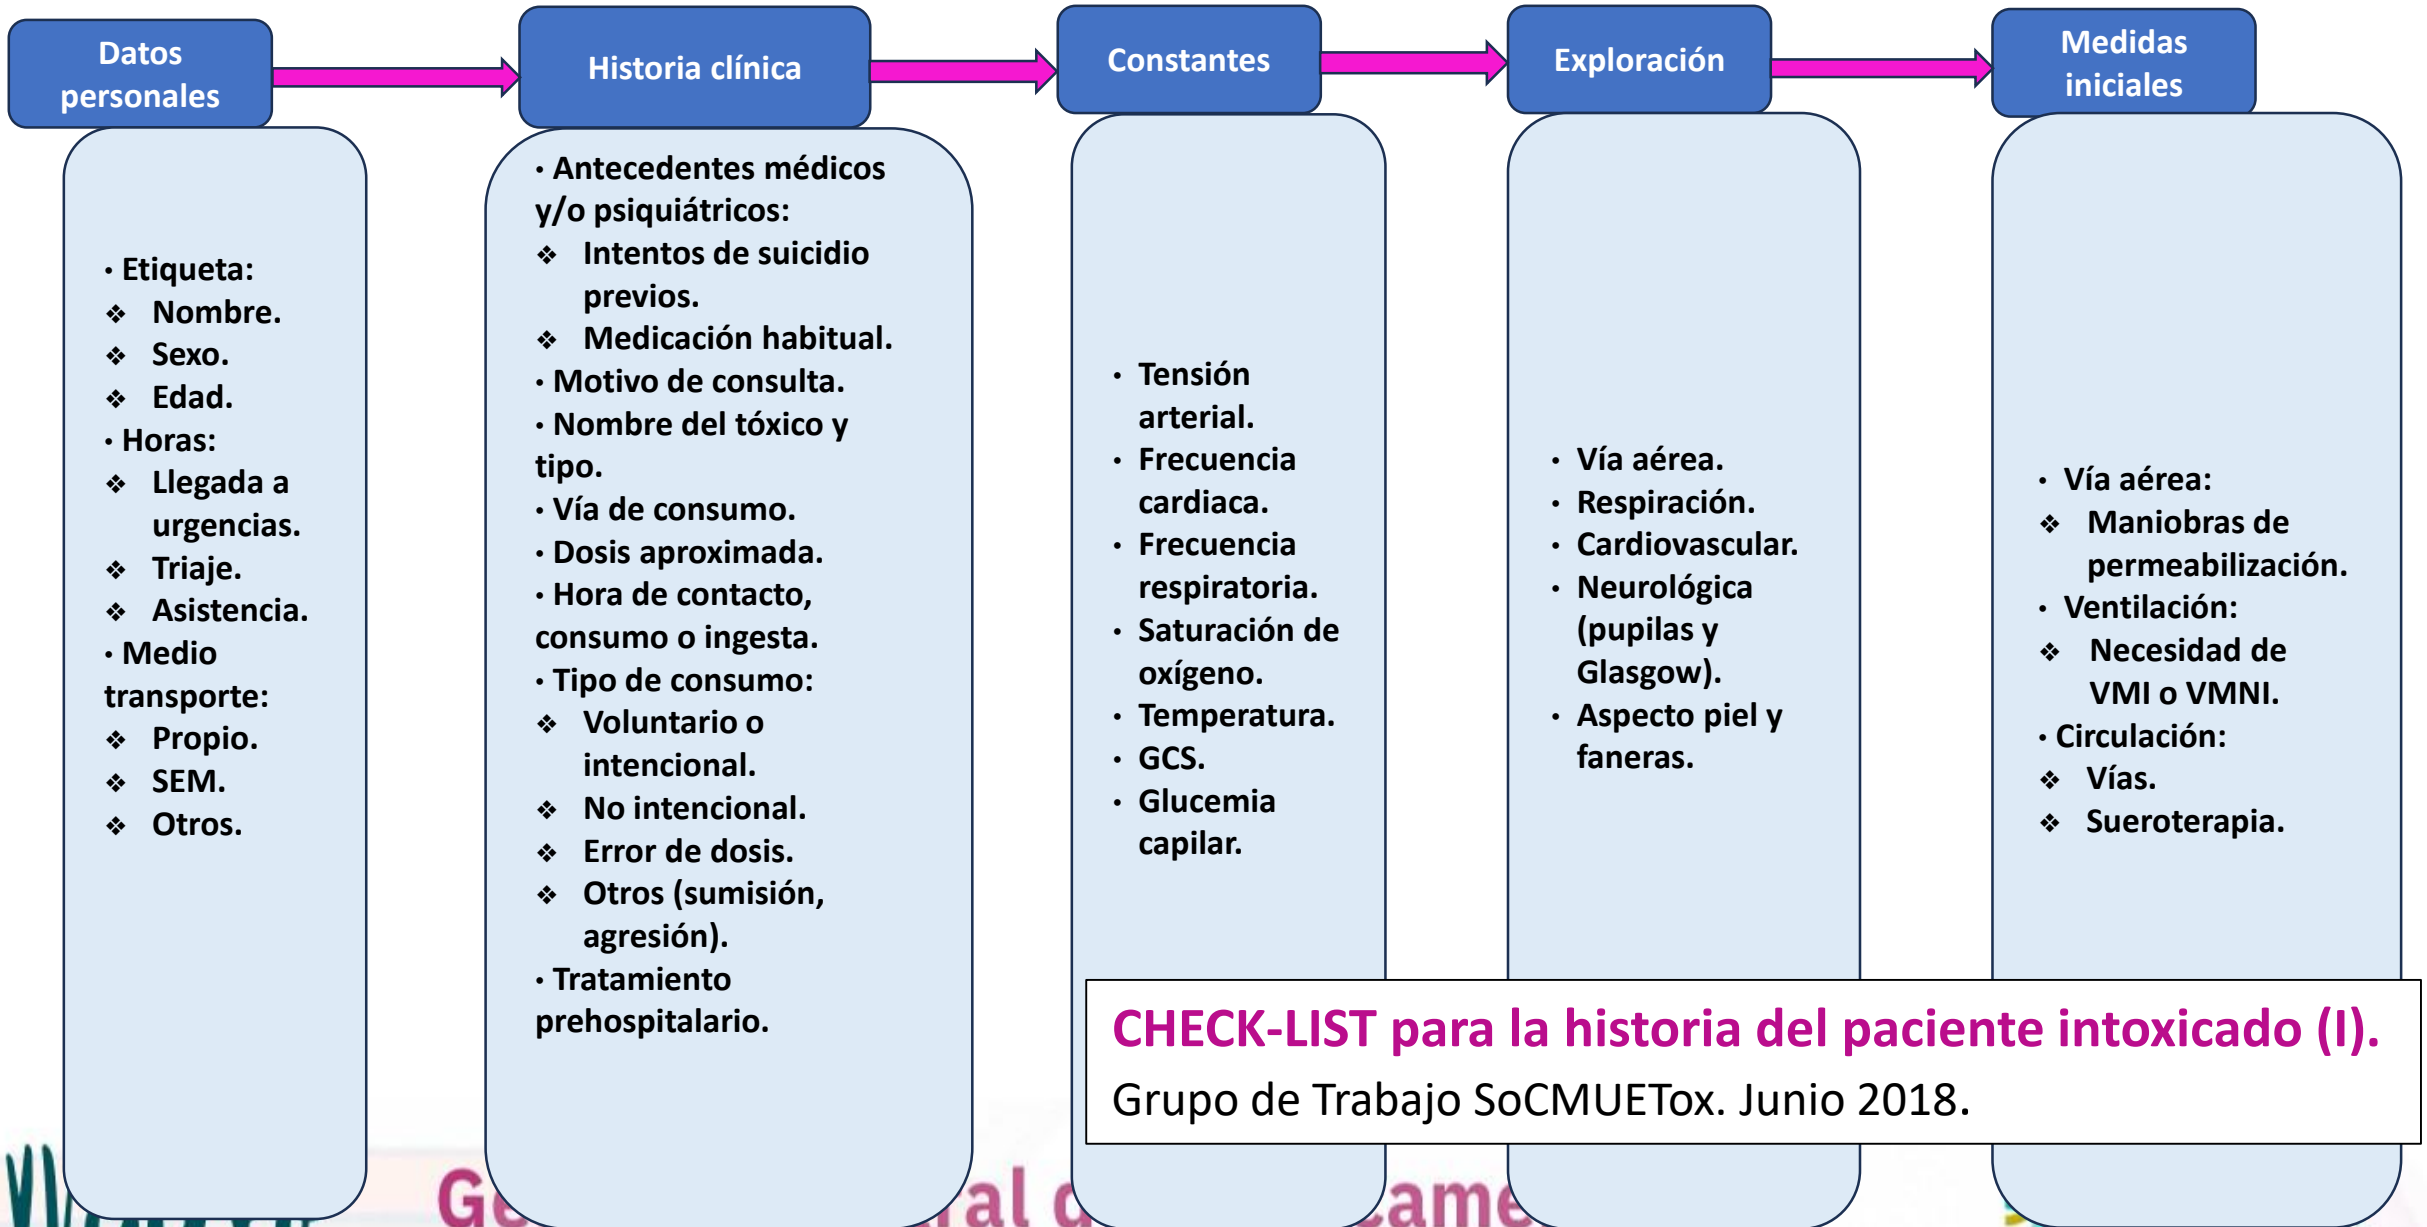 Datos
personales
Historia clínica
Constantes
Exploración
Medidas
iniciales
· Etiqueta:
❖ Nombre.
❖ Sexo.
❖ Edad.
· Horas:
❖ Llegada a
urgencias.
❖ Triaje.
❖ Asistencia.
· Medio
transporte:
❖ Propio.
❖ SEM.
❖ Otros.
· Antecedentes médicos
y/o psiquiátricos:
❖ Intentos de suicidio
previos.
❖ Medicación habitual.
· Motivo de consulta.
· Nombre del tóxico y
tipo.
· Vía de consumo.
· Dosis aproximada.
· Hora de contacto,
consumo o ingesta.
· Tipo de consumo:
❖ Voluntario o
intencional.
❖ No intencional.
❖ Error de dosis.
❖ Otros (sumisión,
agresión).
· Tratamiento
prehospitalario.
· Tensión
arterial.
· Frecuencia
cardiaca.
· Frecuencia
respiratoria.
· Saturación de
oxígeno.
· Temperatura.
· GCS.
· Glucemia
capilar.
· Vía aérea.
· Respiración.
· Cardiovascular.
· Neurológica
(pupilas y
Glasgow).
· Aspecto piel y
faneras.
· Vía aérea:
❖ Maniobras de
permeabilización.
· Ventilación:
❖ Necesidad de
VMI o VMNI.
· Circulación:
❖ Vías.
❖ Sueroterapia.
CHECK-LIST para la historia del paciente intoxicado (I).
Grupo de Trabajo SoCMUETox. Junio 2018.